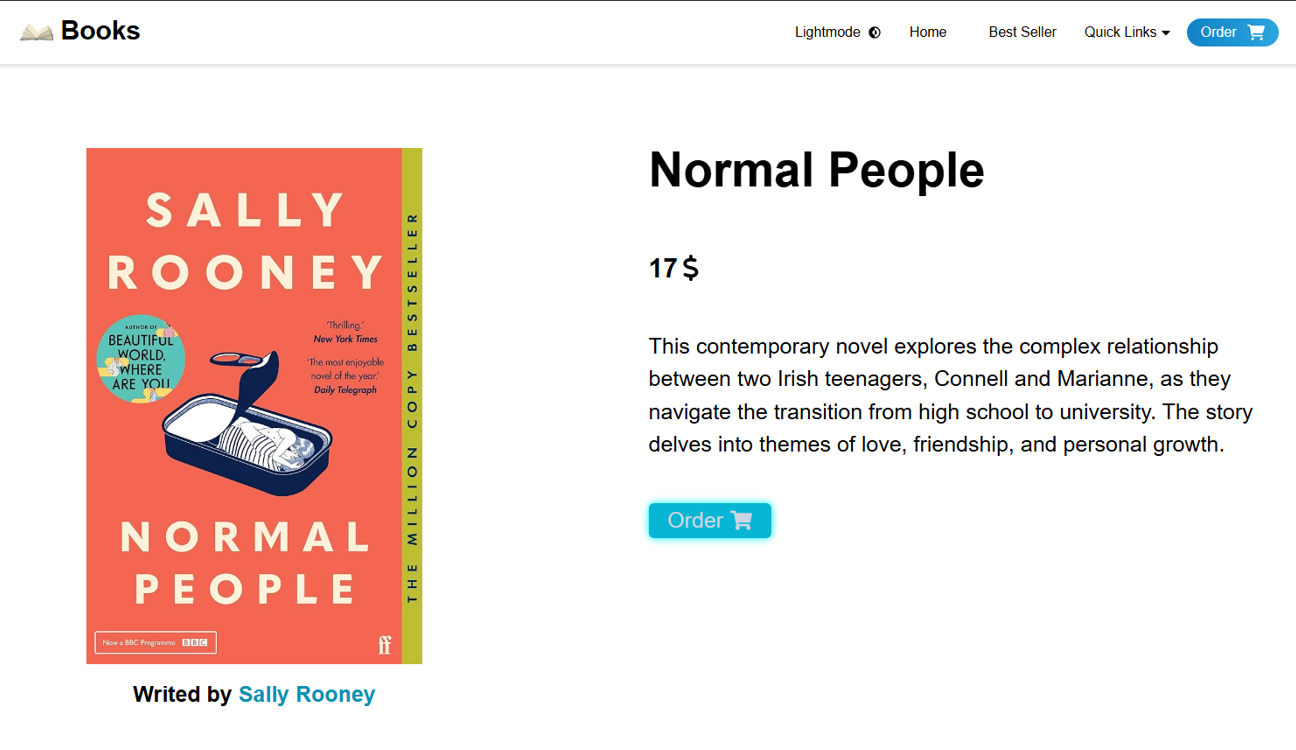 Books
Lightmode
Home
Best Seller
Quick Links
Order
SALLY
ROONEY
AUTHOR OF
BEAUTIFUL
WORLD,
WHERE
ARE YOU
'Thrilling.'
New York Times
'The most enjoyable
novel of the year.'
Daily Telegraph
THE MILLION COPY BESTSELLER
NORMAL
PEOPLE
Now a BBC Programme BBC
ff
Writed by Sally Rooney
Normal People
17 $
This contemporary novel explores the complex relationship
between two Irish teenagers, Connell and Marianne, as they
navigate the transition from high school to university. The story
delves into themes of love, friendship, and personal growth.
Order